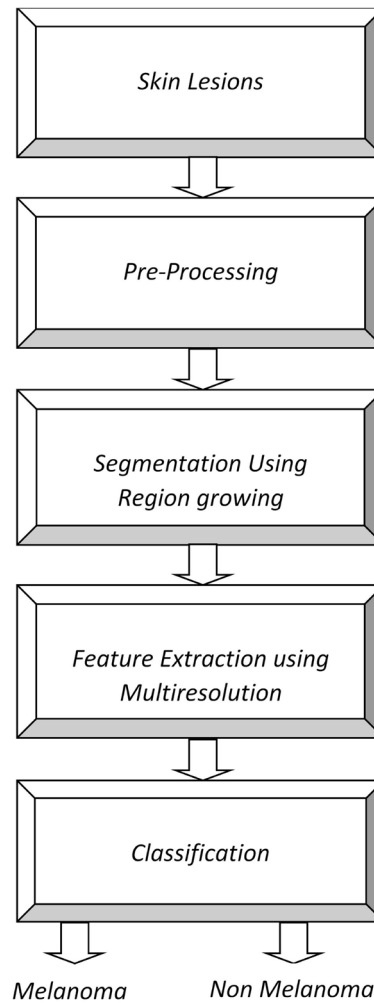 Skin Lesions
Pre-Processing
Segmentation Using
Region growing
Feature Extraction using
Multiresolution
Classification
Melanoma
Non Melanoma